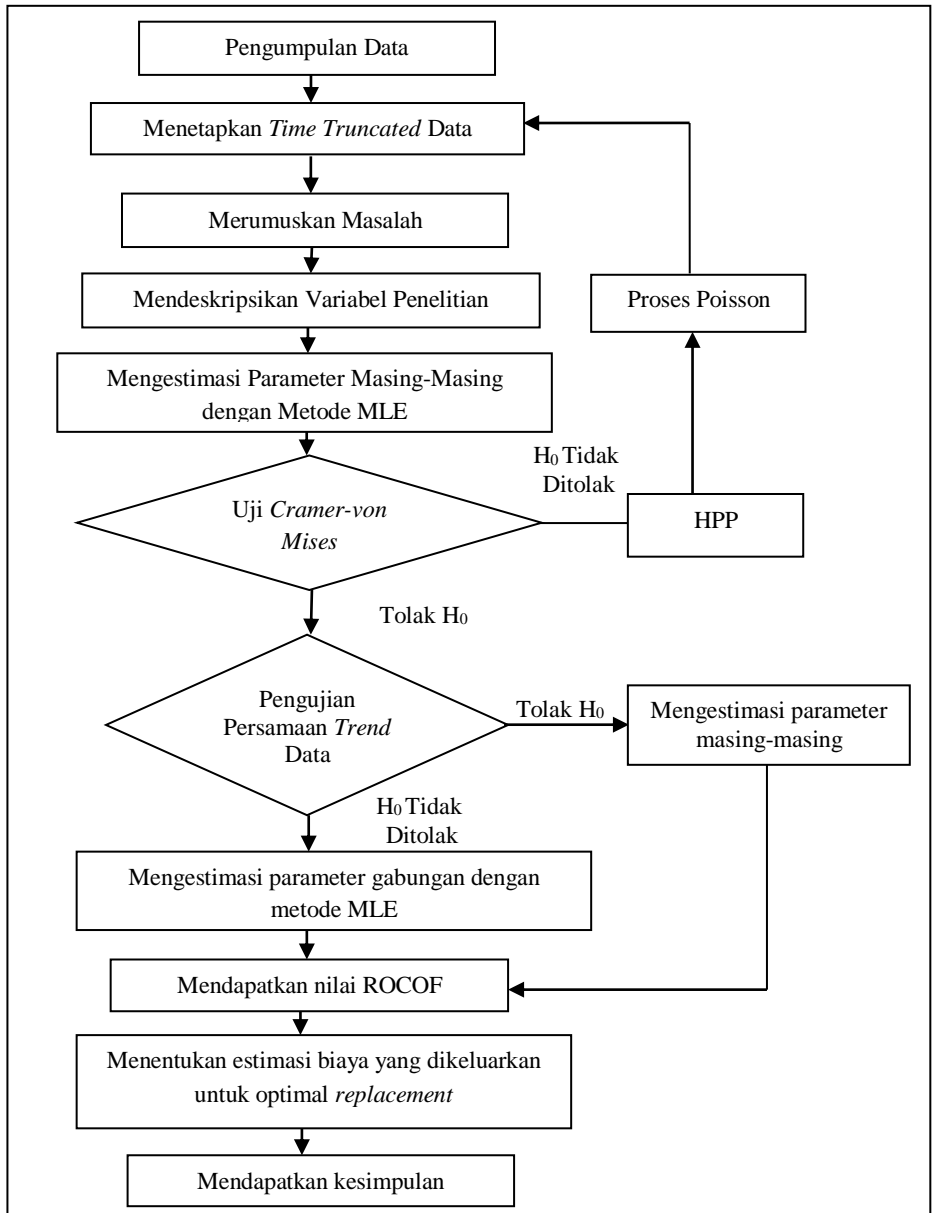 Pengumpulan Data
Menetapkan Time Truncated Data
Merumuskan Masalah
Mendeskripsikan Variabel Penelitian
Proses Poisson
Mengestimasi Parameter Masing-Masing
dengan Metode MLE
H₀ Tidak
Ditolak
Uji Cramer-von
Mises
HPP
Tolak H₀
Pengujian
Persamaan Trend
Data
Tolak H₀
Mengestimasi parameter
masing-masing
H₀ Tidak
Ditolak
Mengestimasi parameter gabungan dengan
metode MLE
Mendapatkan nilai ROCOF
Menentukan estimasi biaya yang dikeluarkan
untuk optimal replacement
Mendapatkan kesimpulan